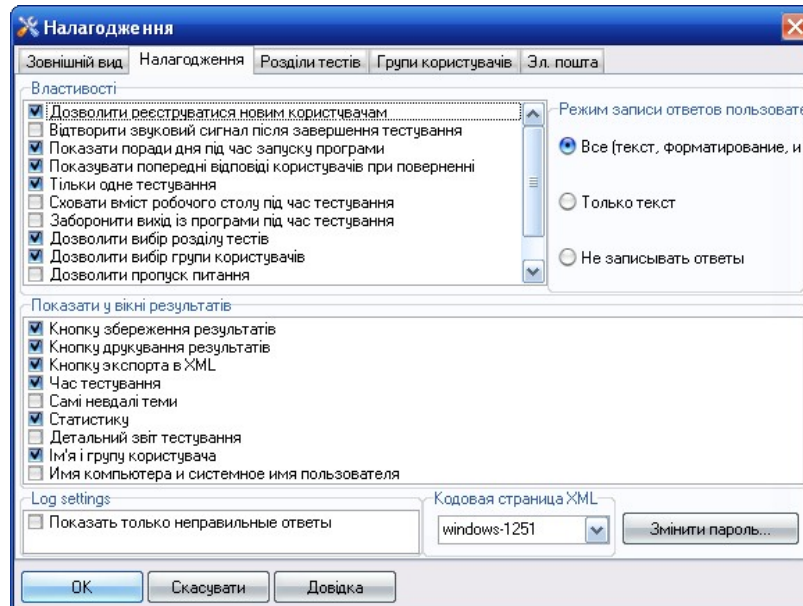 Налагодження
Зовнішній вид Налагодження Розділи тестів Групи користувачів Эл. пошта
Властивості
Дозволити реєструватися новим користувачам
Відтворити звуковий сигнал після завершення тестування
Показати поради дня під час запуску програми
Показувати попередні відповіді користувачів при поверненні
Тільки одне тестування
Сховати вміст робочого столу під час тестування
Заборонити вихід із програми під час тестування
Дозволити вибір розділу тестів
Дозволити вибір групи користувачів
Дозволити пропуск питання
Режим записи ответов пользовате
Все (текст, форматирование, и
Только текст
Не записывать ответы
Показати у вікні результатів
Кнопку збереження результатів
Кнопку друкування результатів
Кнопку экспорта в XML
Час тестування
Самі невдалі теми
Статистику
Детальний звіт тестування
Ім'я і групу користувача
Имя компьютера и системное имя пользователя
Log settings
Показать только неправильные ответы
Кодовая страница XML
windows-1251
Змінити пароль...
OK Скасувати Довідка